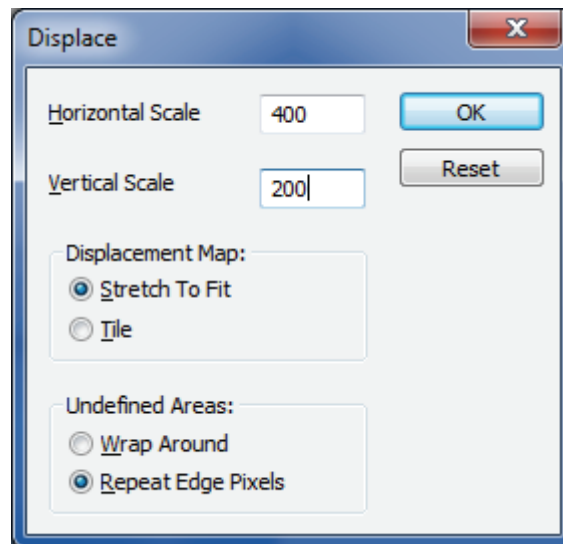 Displace
Horizontal Scale 400 OK
Vertical Scale 200 Reset
Displacement Map:
Stretch To Fit
Tile
Undefined Areas:
Wrap Around
Repeat Edge Pixels